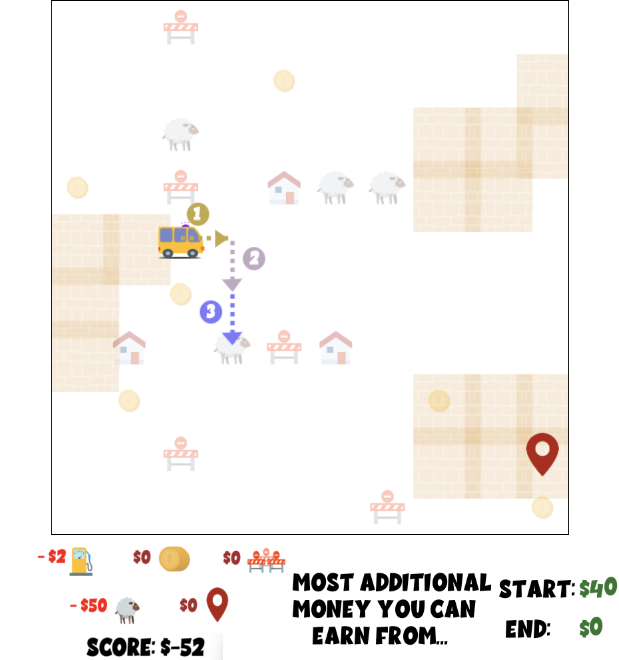 1
2
3
- $2
$0
$0
- $50
$0
SCORE: $-52
MOST ADDITIONAL
MONEY YOU CAN
EARN FROM...
START: $40
END: $0